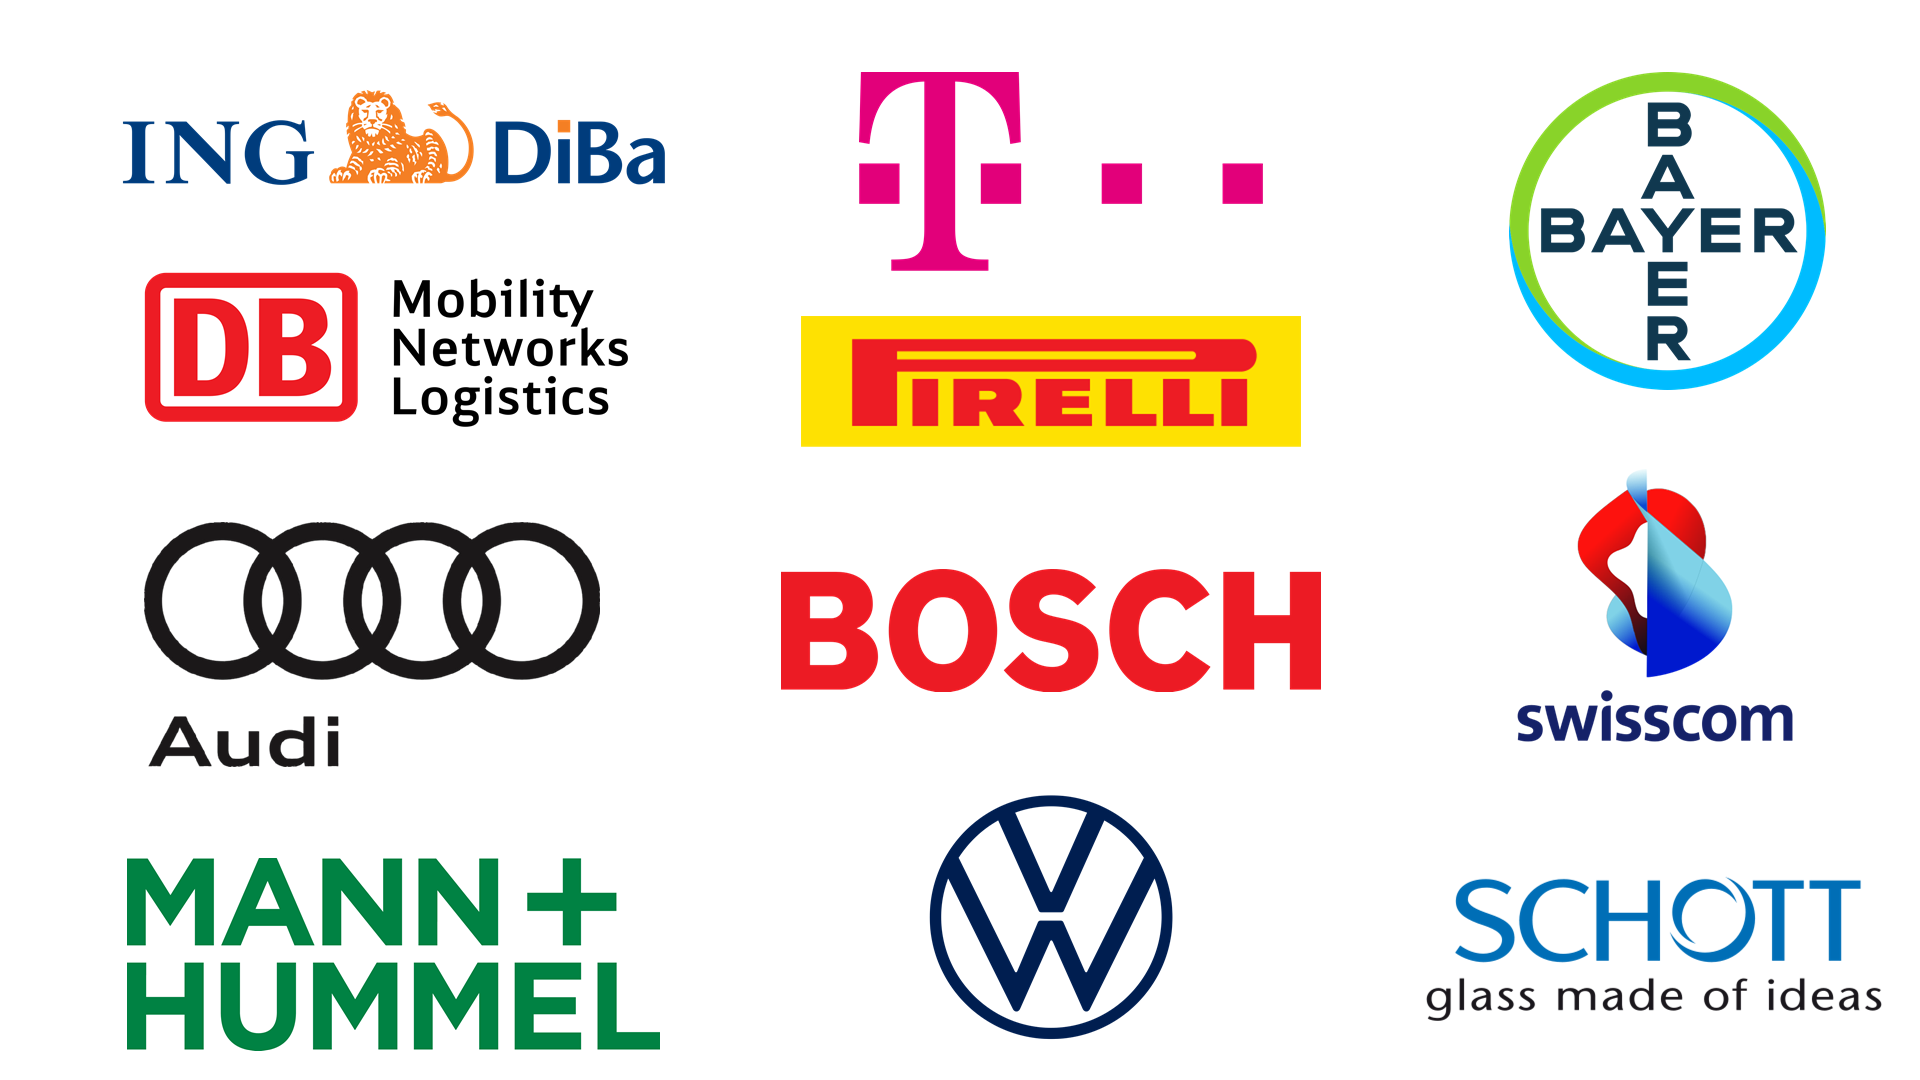 ING DiBa
DB
Mobility
Networks
Logistics
Audi
MANN+
HUMMEL
T
PIRELLI
BOSCH
VW
BAYER
BAYER
swisscom
SCHOTT
glass made of ideas